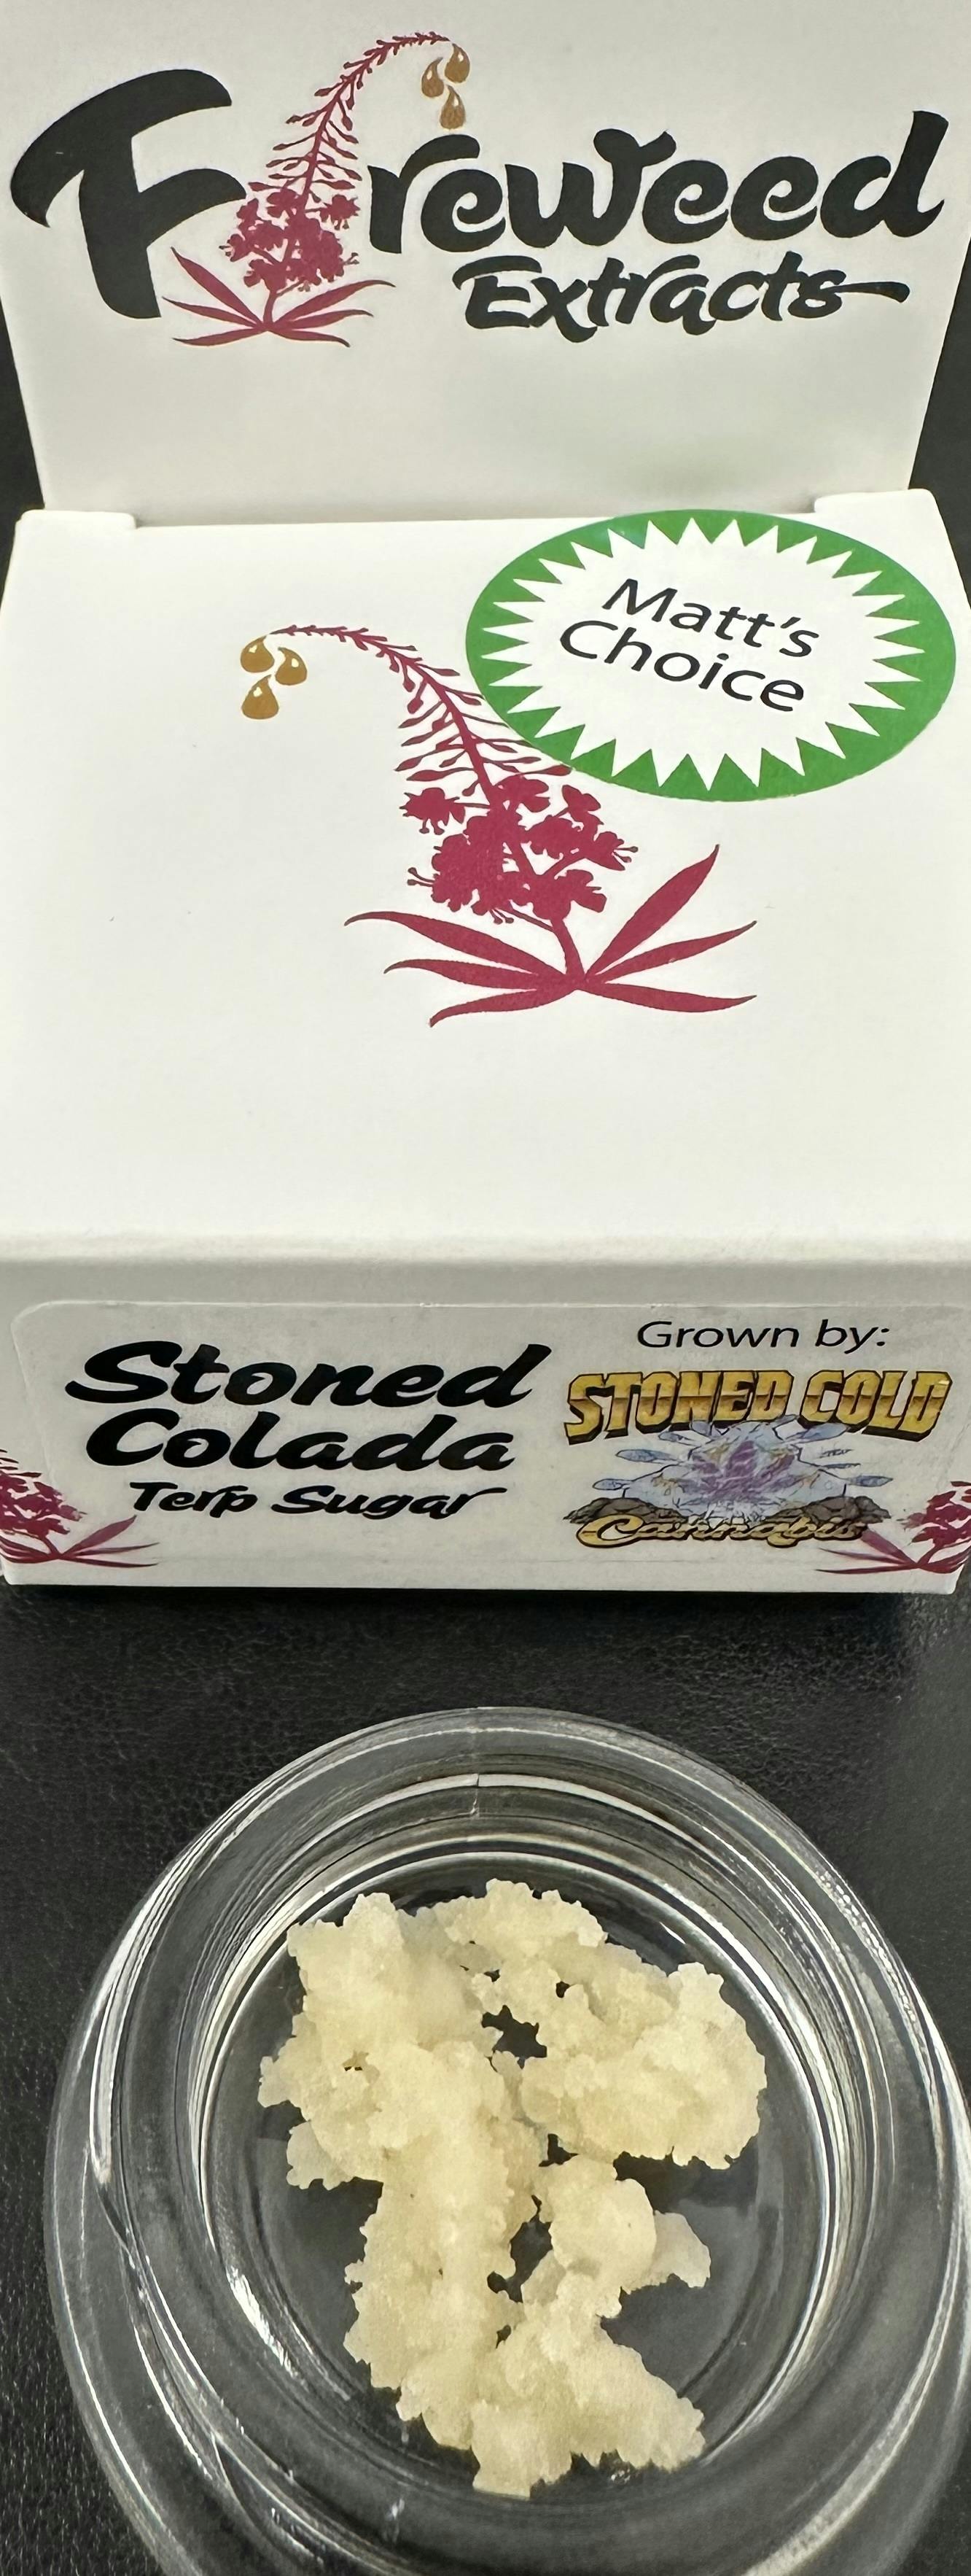 Fireweed
Extracts
Matt's
Choice
Stoned
Colada
Terp Sugar
Grown by:
STONED COLD
Cannabis